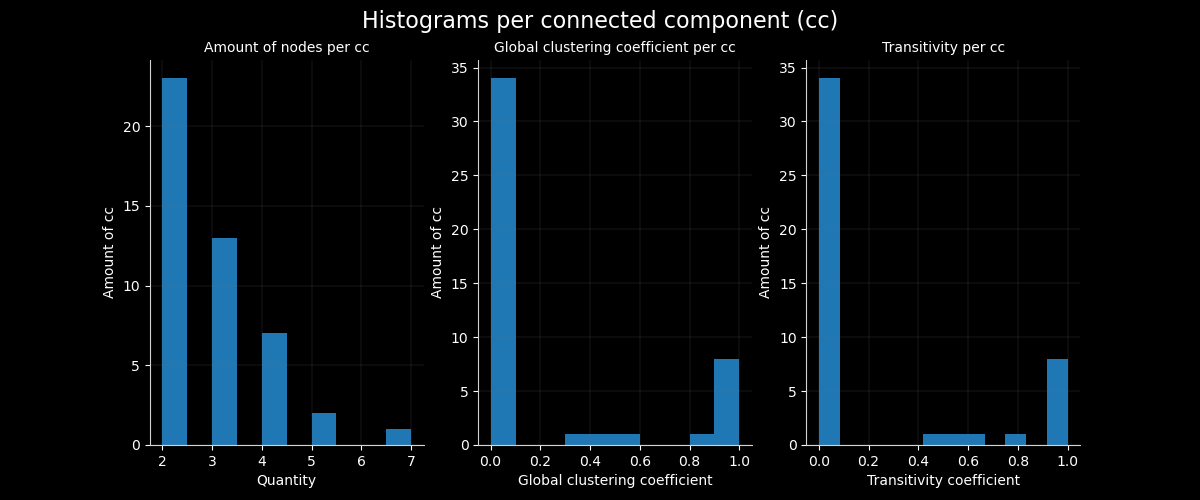 Histograms per connected component (cc)
Amount of nodes per cc
Amount of cc
20
15
10
5
0
2 3 4 5 6 7
Quantity
Global clustering coefficient per cc
Amount of cc
35
30
25
20
15
10
5
0
0.0 0.2 0.4 0.6 0.8 1.0
Global clustering coefficient
Transitivity per cc
Amount of cc
35
30
25
20
15
10
5
0
0.0 0.2 0.4 0.6 0.8 1.0
Transitivity coefficient